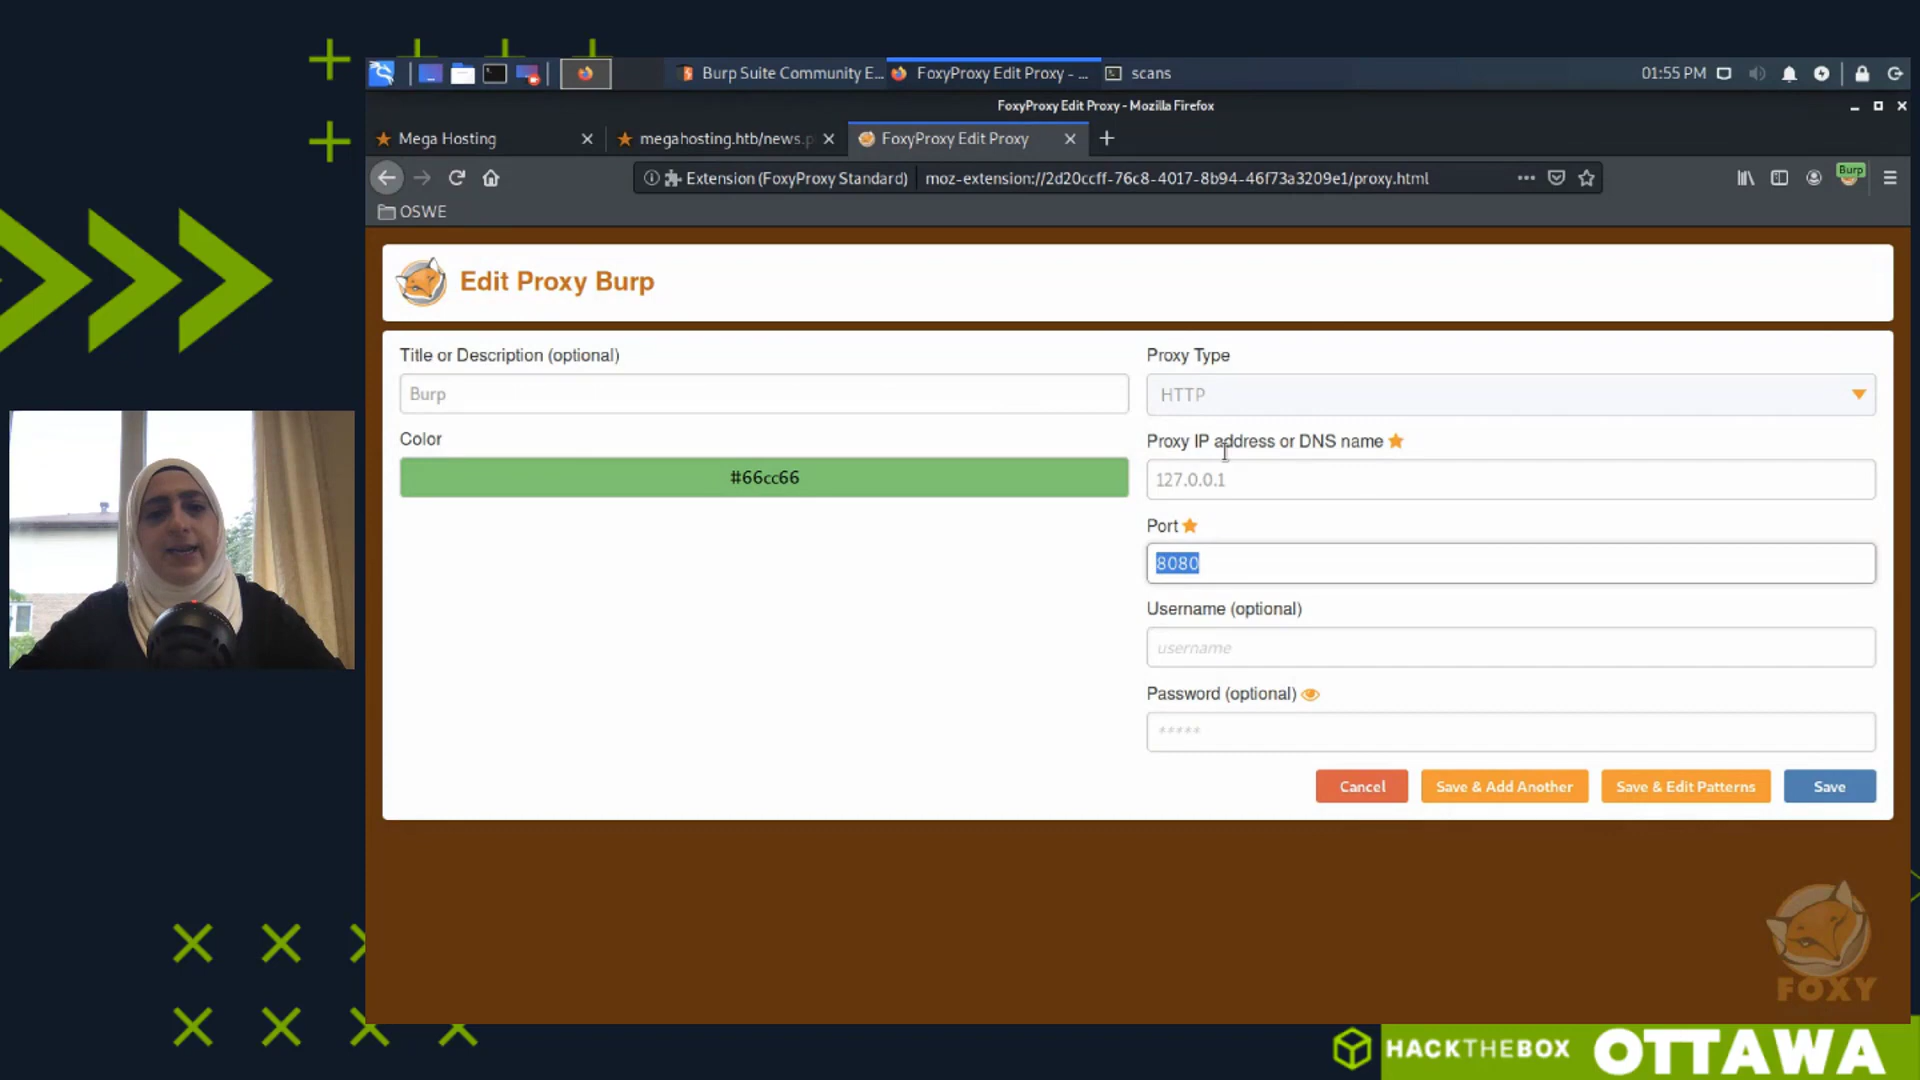 Burp Suite Community E...
FoxyProxy Edit Proxy - ...
scans
01:55 PM
FoxyProxy Edit Proxy - Mozilla Firefox
Mega Hosting
megahosting.htb/news.p
FoxyProxy Edit Proxy
Extension (FoxyProxy Standard)
moz-extension://2d20ccff-76c8-4017-8b94-46f73a3209e1/proxy.html
Burp
OSWE
Edit Proxy Burp
Title or Description (optional)
Burp
Color
#66cc66
Proxy Type
HTTP
Proxy IP address or DNS name
127.0.0.1
Port
8080
Username (optional)
username
Password (optional)
*****
Cancel
Save & Add Another
Save & Edit Patterns
Save
FOXY
HACKTHEBOX OTTAWA